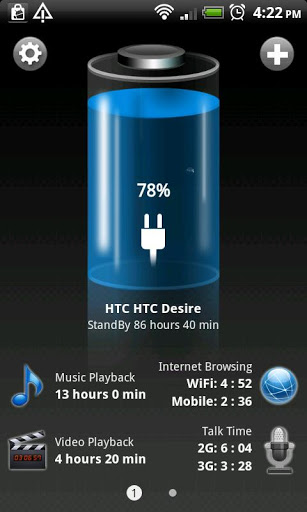 4:22 PM
78%
HTC HTC Desire
StandBy 86 hours 40 min
Music Playback
13 hours 0 min
Internet Browsing
WiFi: 4 : 52
Mobile: 2 : 36
Video Playback
4 hours 20 min
Talk Time
2G: 6 : 54
3G: 3 : 28
1